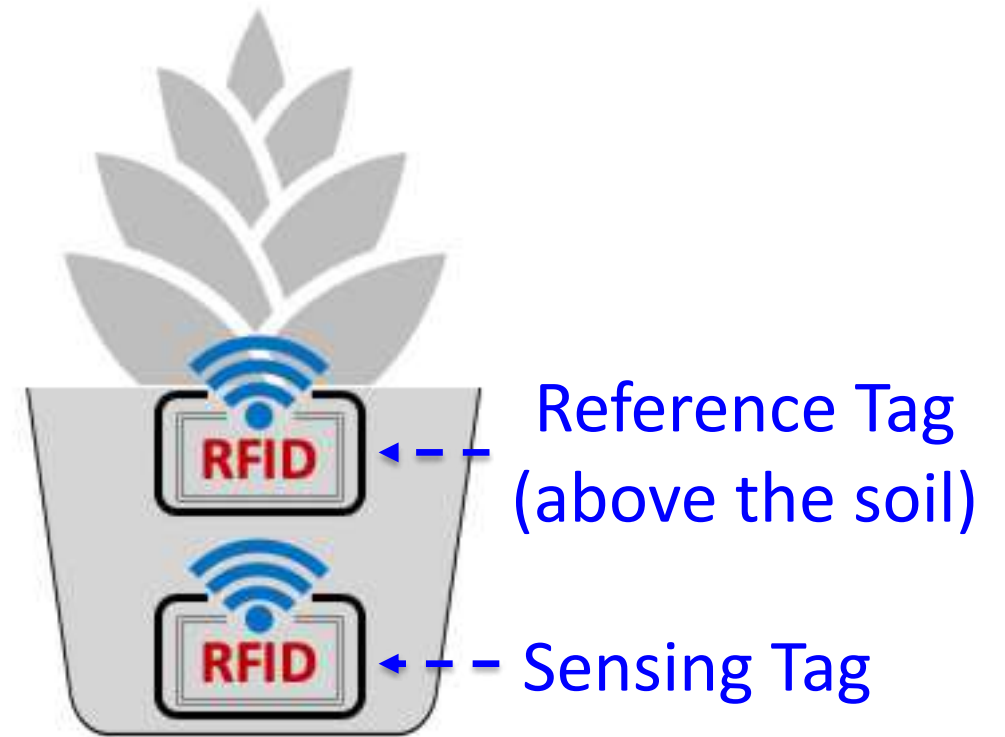 RFID
Reference Tag
(above the soil)
RFID
Sensing Tag